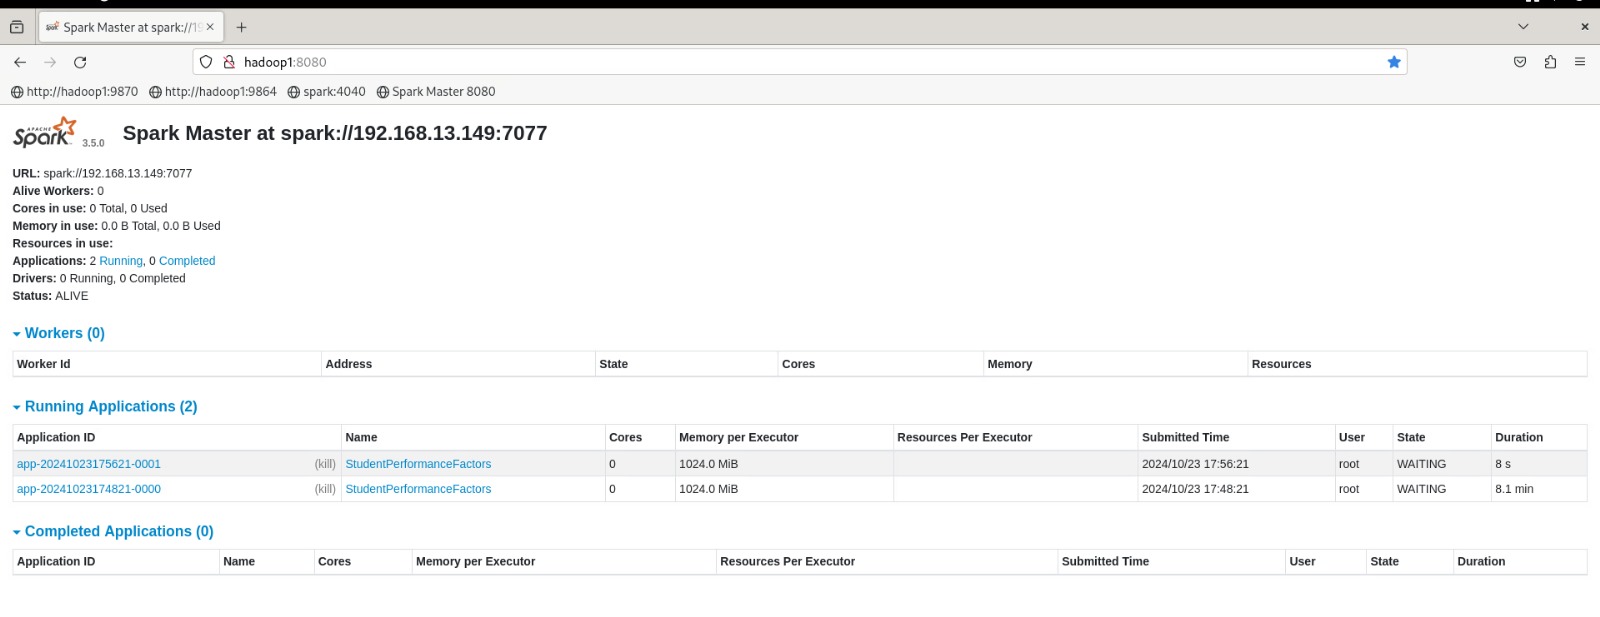 Spark Master at spark://19
hadoop1:8080
http://hadoop1:9870 http://hadoop1:9864 spark:4040 Spark Master 8080
APACHE Spark 3.5.0 Spark Master at spark://192.168.13.149:7077
URL: spark://192.168.13.149:7077
Alive Workers: 0
Cores in use: 0 Total, 0 Used
Memory in use: 0.0 B Total, 0.0 B Used
Resources in use:
Applications: 2 Running, 0 Completed
Drivers: 0 Running, 0 Completed
Status: ALIVE
Workers (0)
Worker Id Address State Cores Memory Resources
Running Applications (2)
Application ID Name Cores Memory per Executor Resources Per Executor Submitted Time User State Duration
app-20241023175621-0001 (kill) StudentPerformanceFactors 0 1024.0 MiB 2024/10/23 17:56:21 root WAITING 8 s
app-20241023174821-0000 (kill) StudentPerformanceFactors 0 1024.0 MiB 2024/10/23 17:48:21 root WAITING 8.1 min
Completed Applications (0)
Application ID Name Cores Memory per Executor Resources Per Executor Submitted Time User State Duration